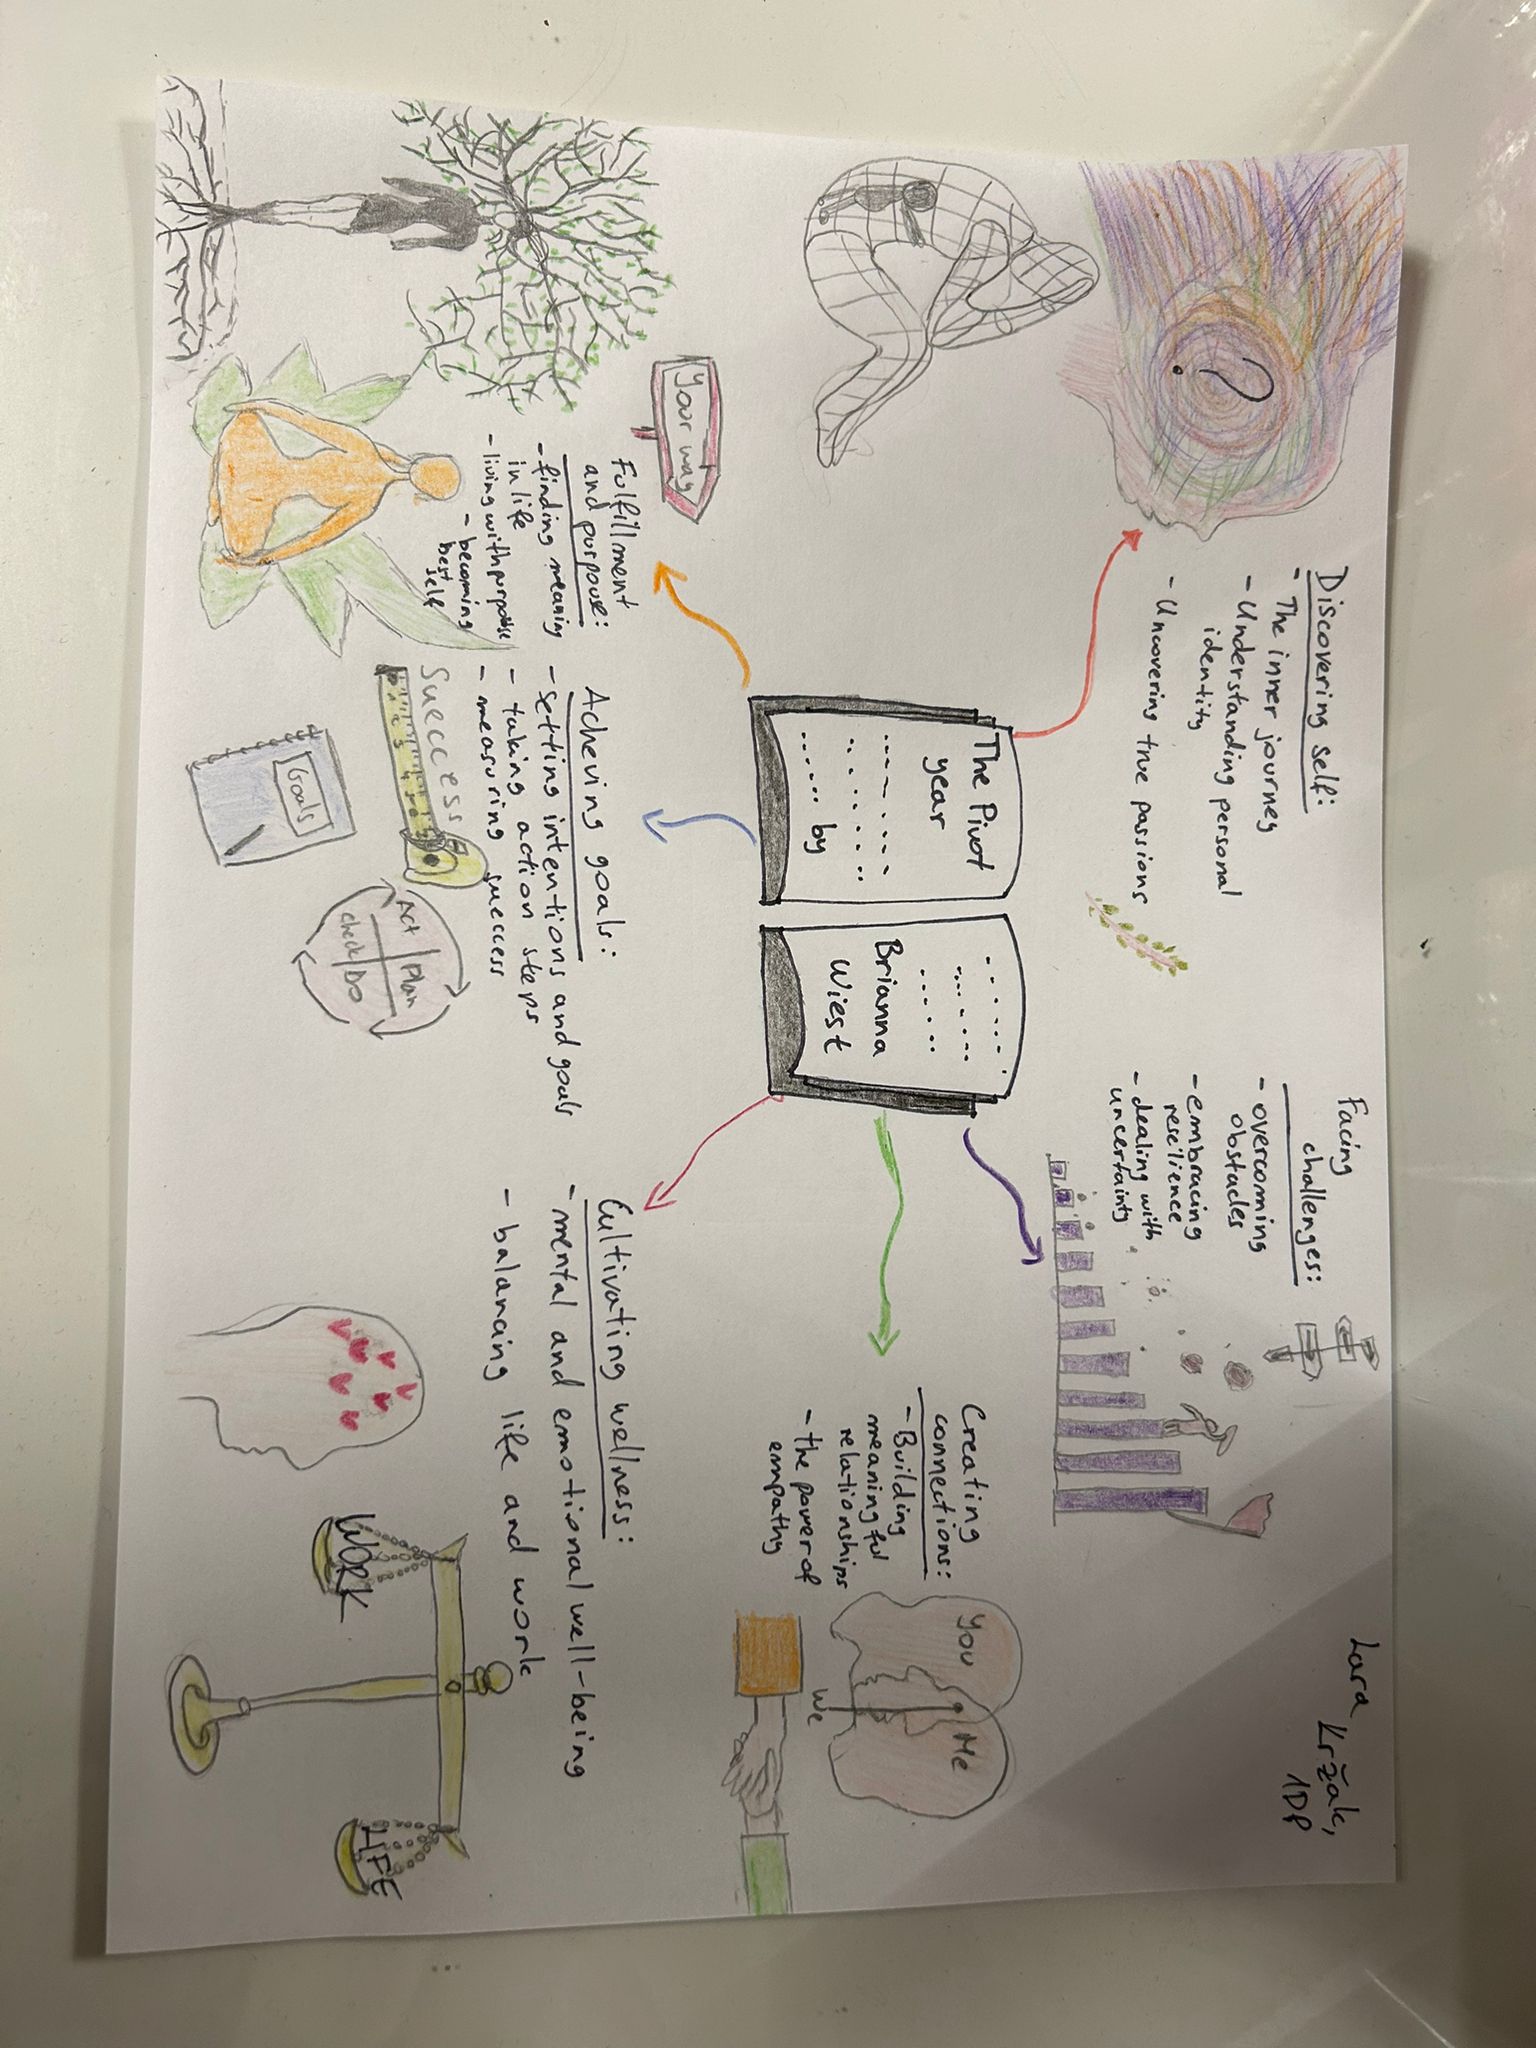 Lara
Kržak,
1DP
Discovering self:
- The inner journey
- Understanding personal
identity
- Uncovering true passions
?
Facing
challenges:
- overcoming
obstacles
- embracing
resilience
- dealing with
uncertainty
The Pivot
year
by
Brianna
Wiest
Creating
connections:
- Building
meaningful
relationships
- the power of
empathy
You
Me
We
Your way
Fulfillment
and purpouse:
- finding meaning
in life
- living with purpouse
- becoming
best
self
Acheving goals:
- setting intentions and goals
- taking action steps
- measuring success
Success
Act
Plan
Check
Do
Goals
Cultivating wellness:
- mental and emotional well-being
- balancing life and work
WORK
LIFE